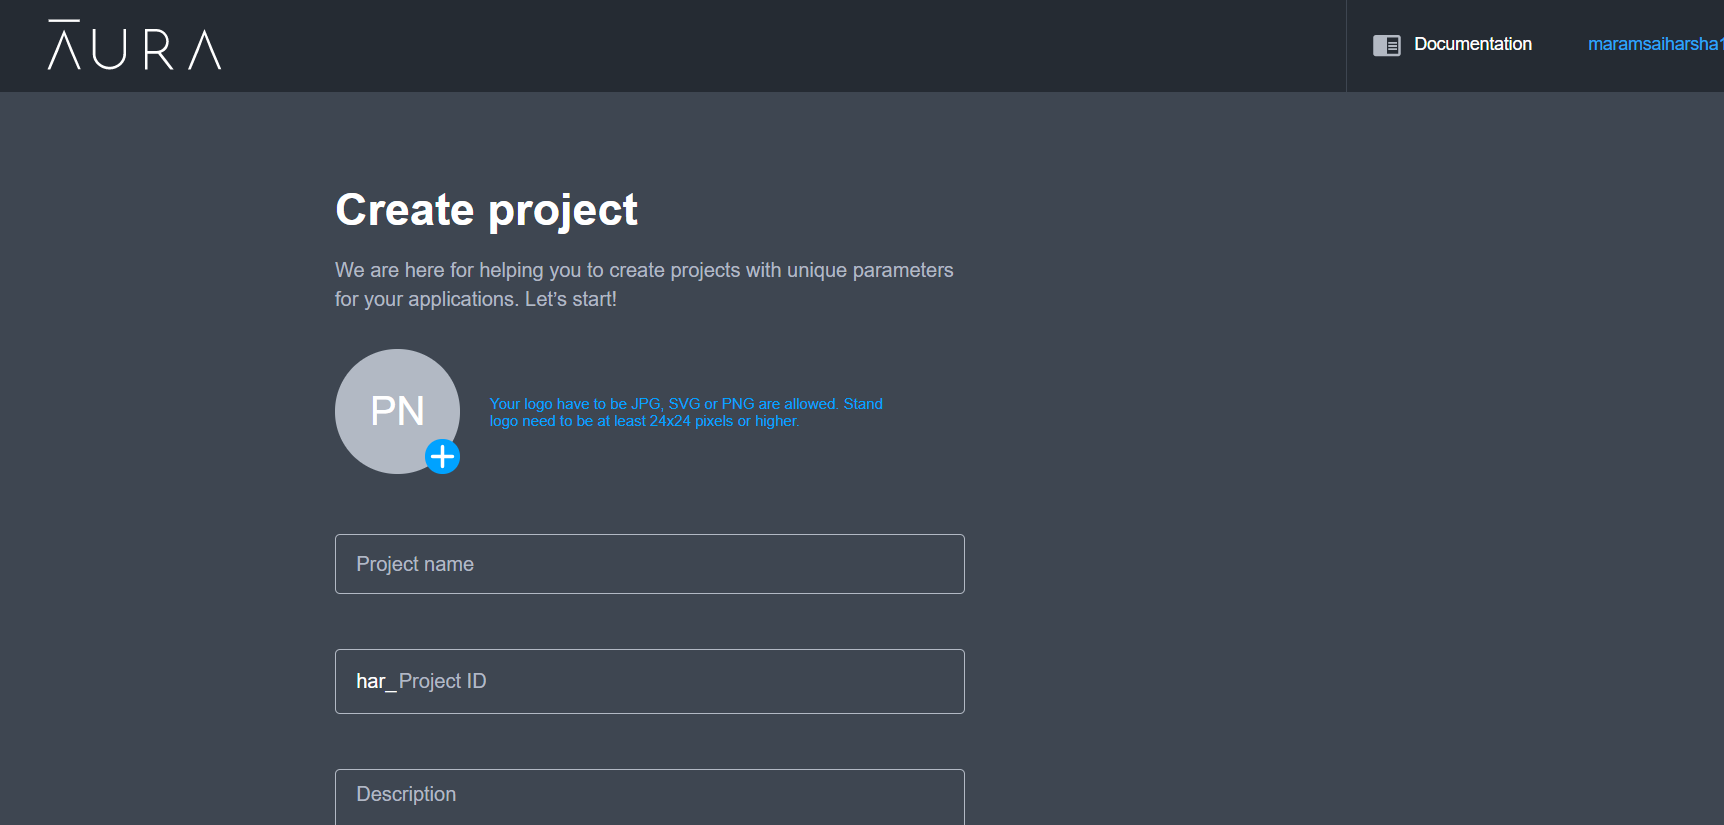 ĀURA
Documentation
maramsaiharsha1
Create project
We are here for helping you to create projects with unique parameters
for your applications. Let’s start!
PN
Your logo have to be JPG, SVG or PNG are allowed. Stand
logo need to be at least 24x24 pixels or higher.
Project name
har_Project ID
Description